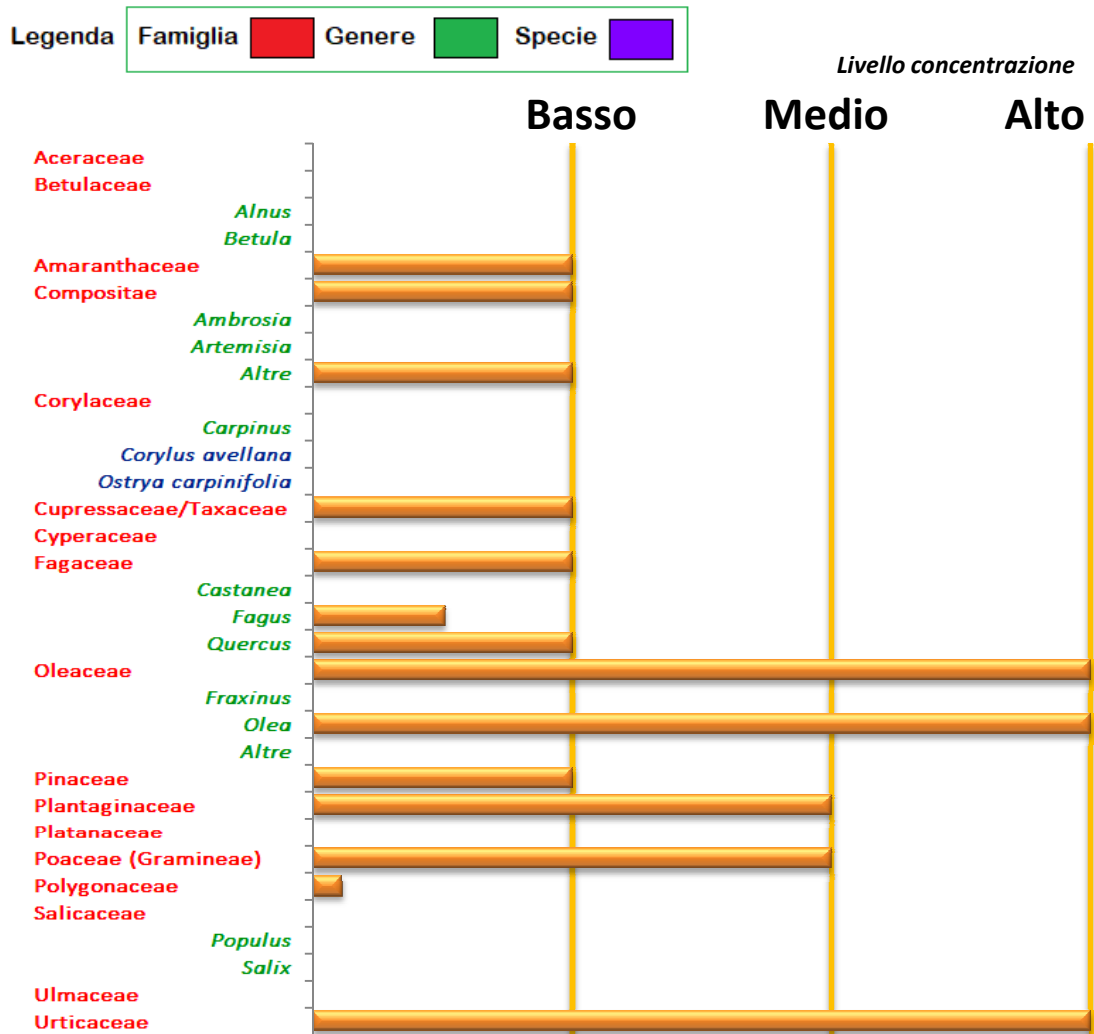 Legenda Famiglia Genere Specie
Livello concentrazione
Basso Medio Alto
Aceraceae
Betulaceae
Alnus
Betula
Amaranthaceae
Compositae
Ambrosia
Artemisia
Altre
Corylaceae
Carpinus
Corylus avellana
Ostrya carpinifolia
Cupressaceae/Taxaceae
Cyperaceae
Fagaceae
Castanea
Fagus
Quercus
Oleaceae
Fraxinus
Olea
Altre
Pinaceae
Plantaginaceae
Platanaceae
Poaceae (Gramineae)
Polygonaceae
Salicaceae
Populus
Salix
Ulmaceae
Urticaceae